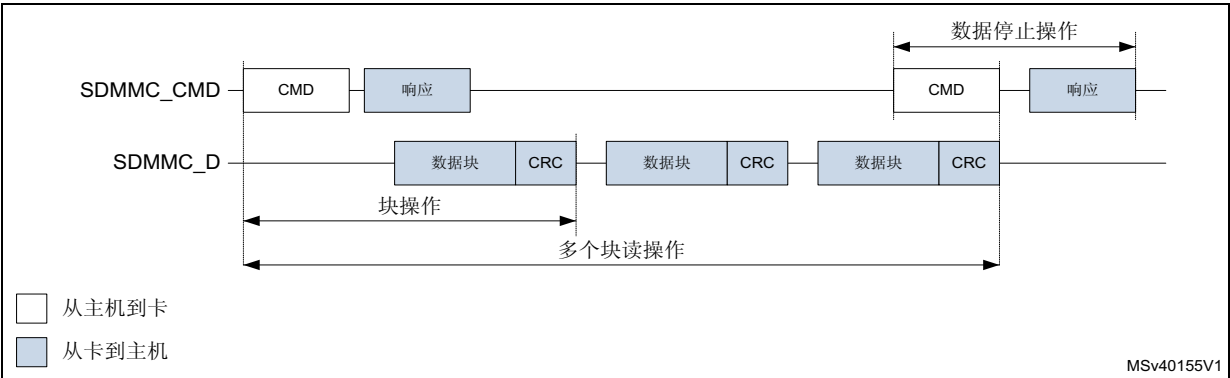 数据停止操作
SDMMC_CMD CMD 响应 CMD 响应
SDMMC_D 数据块 CRC 数据块 CRC 数据块 CRC
块操作
多个块读操作
从主机到卡
从卡到主机
MSv40155V1